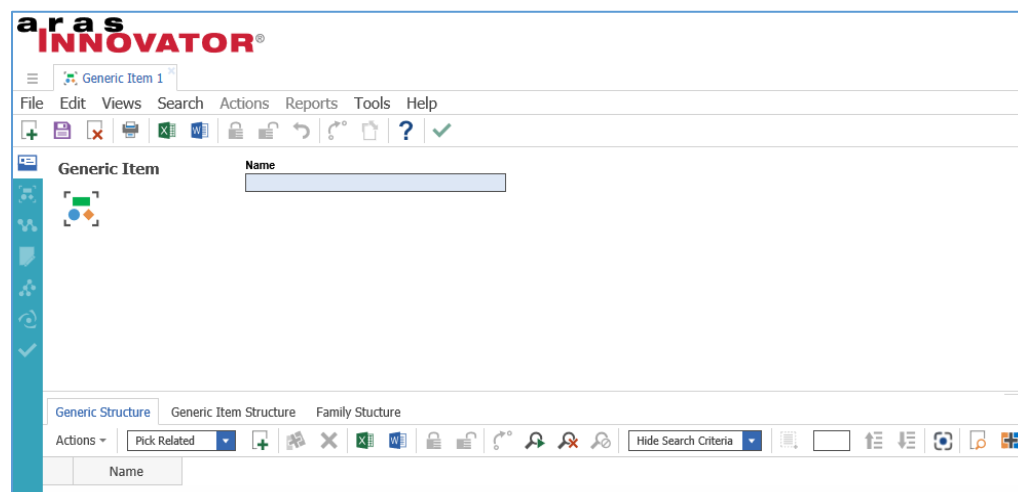 aras
INNOVATOR®
Generic Item 1
File Edit Views Search Actions Reports Tools Help
Generic Item
Name
Generic Structure Generic Item Structure Family Stucture
Actions Pick Related Hide Search Criteria
Name